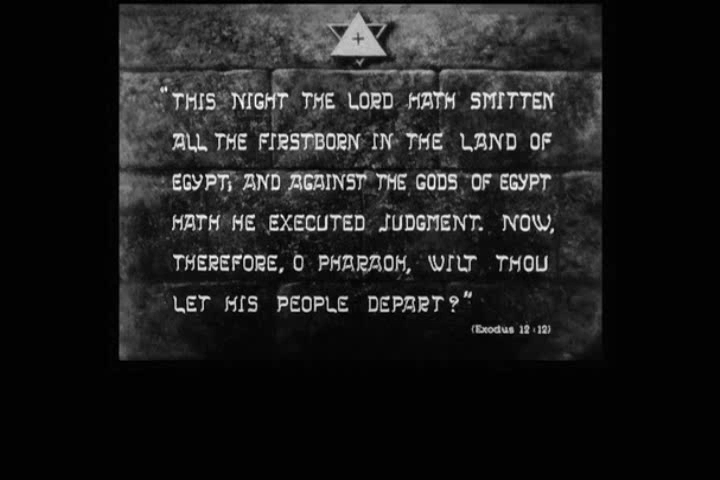 "THIS NIGHT THE LORD HATH SMITTEN
ALL THE FIRSTBORN IN THE LAND OF
EGYPT; AND AGAINST THE GODS OF EGYPT
HATH HE EXECUTED JUDGMENT. NOW,
THEREFORE, O PHARAOH, WILT THOU
LET HIS PEOPLE DEPART?"
(Exodus 12:12)